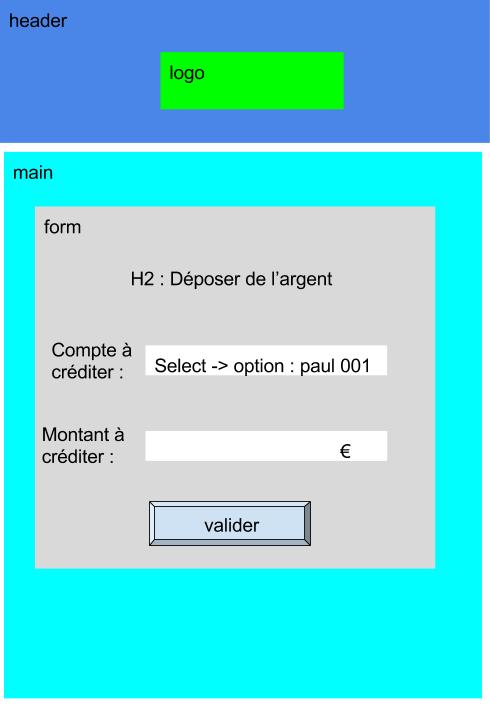 header
logo
main
form
H2 : Déposer de l’argent
Compte à
créditer :
Select -> option : paul 001
Montant à
créditer :
€
valider